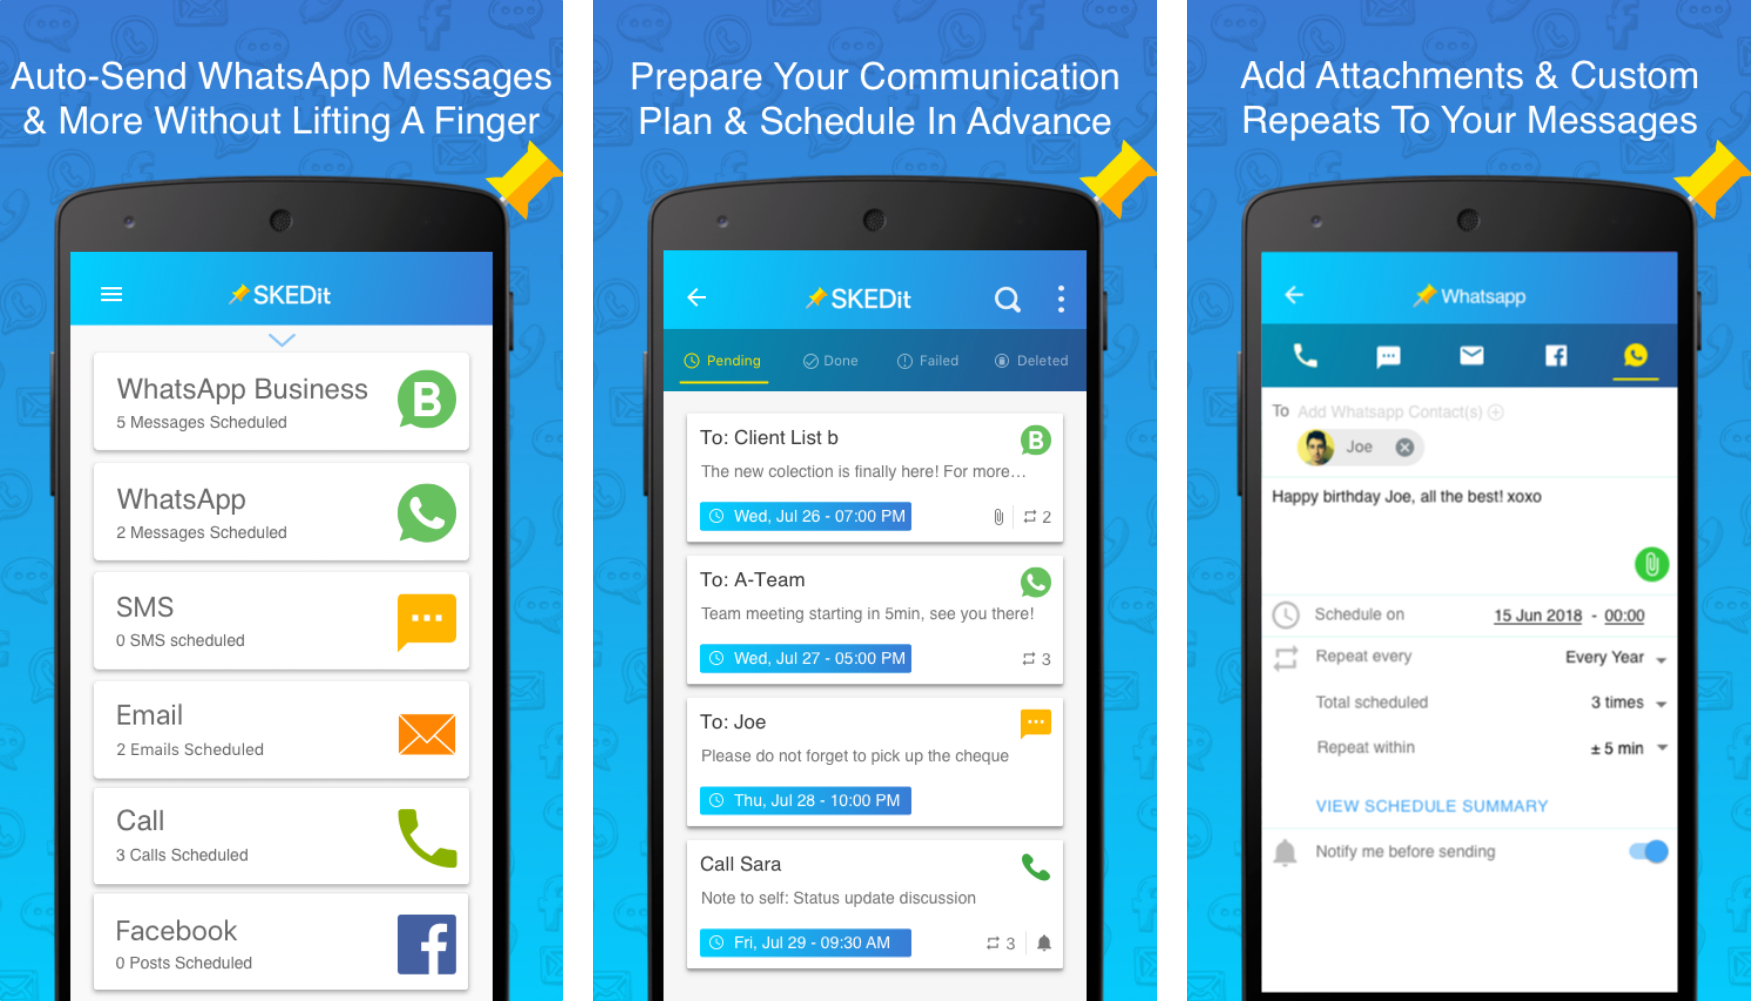 Auto-Send WhatsApp Messages
& More Without Lifting A Finger
SKEDit
WhatsApp Business
5 Messages Scheduled
B
WhatsApp
2 Messages Scheduled
SMS
0 SMS scheduled
Email
2 Emails Scheduled
Call
3 Calls Scheduled
Facebook
0 Posts Scheduled
f
Prepare Your Communication
Plan & Schedule In Advance
SKEDit
Pending Done Failed Deleted
To: Client List b
B
The new colection is finally here! For more...
Wed, Jul 26 - 07:00 PM
2
To: A-Team
Team meeting starting in 5min, see you there!
Wed, Jul 27 - 05:00 PM
3
To: Joe
Please do not forget to pick up the cheque
Thu, Jul 28 - 10:00 PM
Call Sara
Note to self: Status update discussion
Fri, Jul 29 - 09:30 AM
3
Add Attachments & Custom
Repeats To Your Messages
Whatsapp
f
To Add Whatsapp Contact(s)
Joe
Happy birthday Joe, all the best! xoxo
Schedule on 15 Jun 2018 - 00:00
Repeat every Every Year
Total scheduled 3 times
Repeat within ± 5 min
VIEW SCHEDULE SUMMARY
Notify me before sending